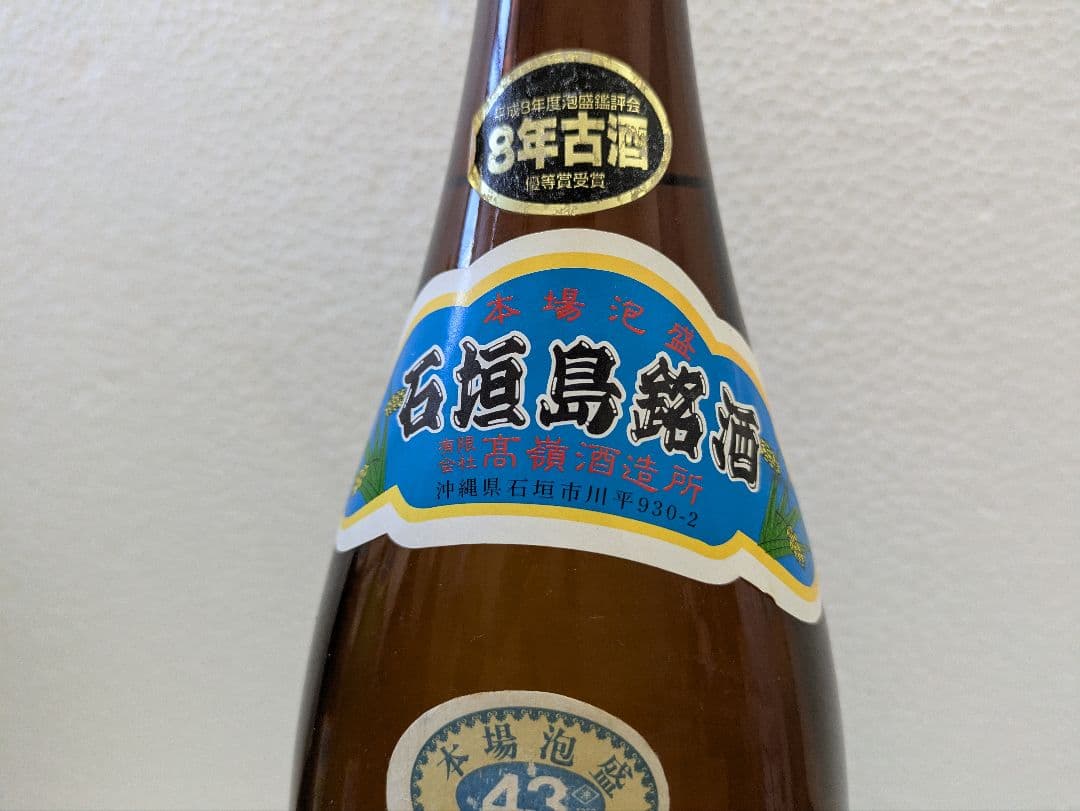 平成8年度泡盛鑑評会
8年古酒
優等賞受賞
本場泡盛
石垣島銘酒
有限会社髙嶺酒造所
沖縄県石垣市川平930-2
本場泡盛
43